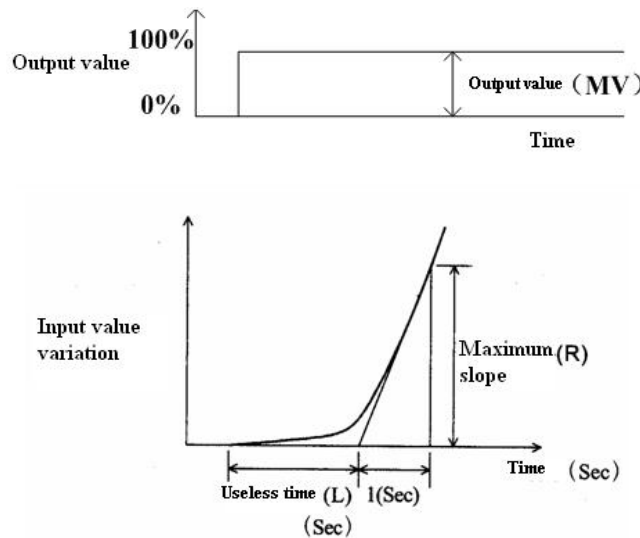 100%
Output value
0%
Output value (MV)
Time
Input value
variation
Maximum (R)
slope
Time (Sec)
Useless time (L) 1(Sec)
(Sec)